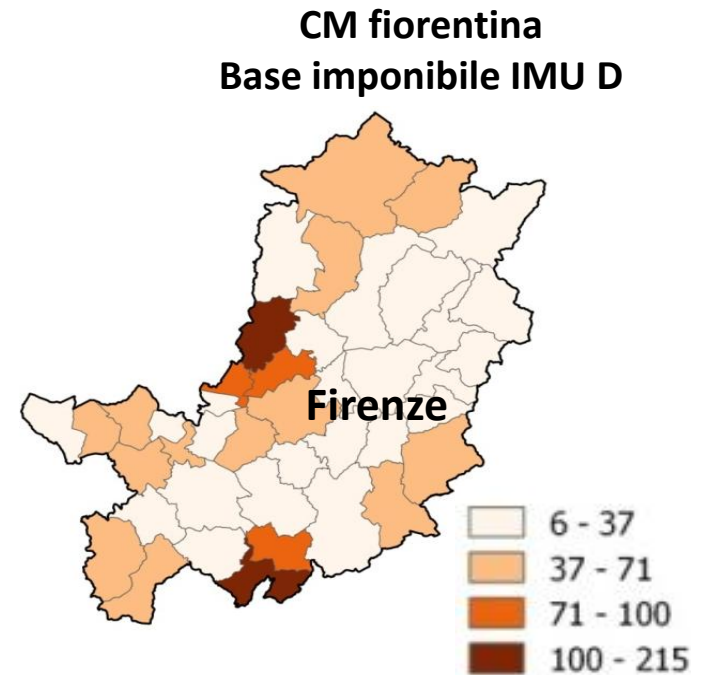 CM fiorentina
Base imponibile IMU D
Firenze
6 - 37
37 - 71
71 - 100
100 - 215